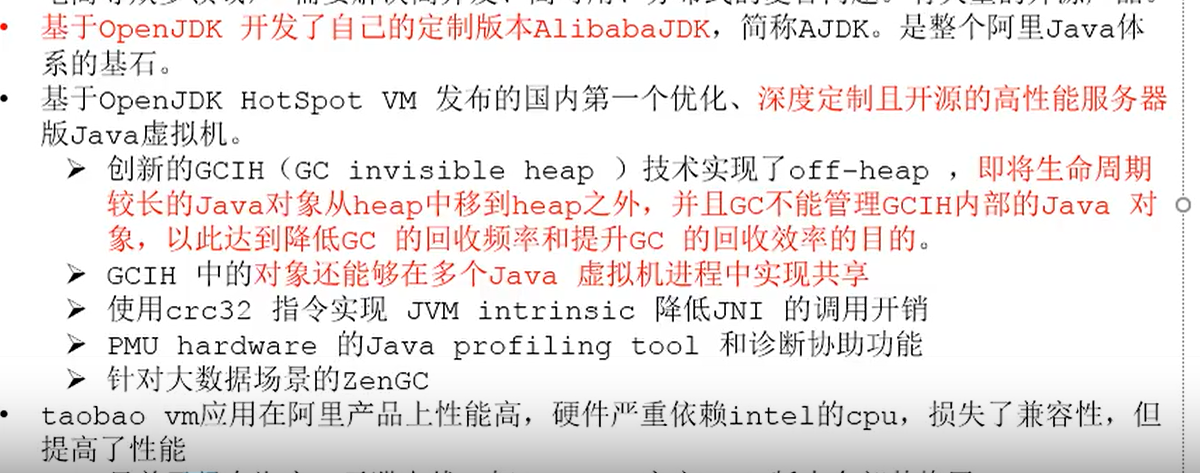 基于OpenJDK 开发了自己的定制版本AlibabaJDK，简称AJDK。是整个阿里Java体
系的基石。
基于OpenJDK HotSpot VM 发布的国内第一个优化、深度定制且开源的高性能服务器
版Java虚拟机。
创新的GCIH（GC invisible heap ）技术实现了off-heap ，即将生命周期
较长的Java对象从heap中移到heap之外，并且GC不能管理GCIH内部的Java 对
象，以此达到降低GC 的回收频率和提升GC 的回收效率的目的。
GCIH 中的对象还能够在多个Java 虚拟机进程中实现共享
使用crc32 指令实现 JVM intrinsic 降低JNI 的调用开销
PMU hardware 的Java profiling tool 和诊断协助功能
针对大数据场景的ZenGC
taobao vm应用在阿里产品上性能高，硬件严重依赖intel的cpu，损失了兼容性，但
提高了性能